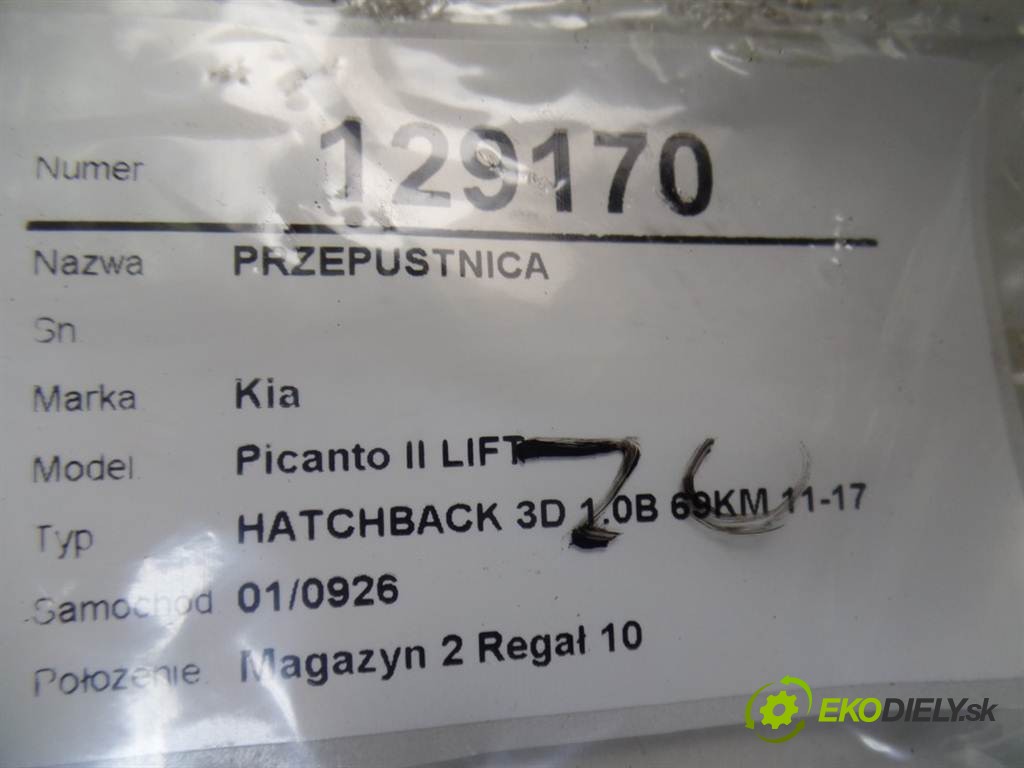 Numer 129170
Nazwa PRZEPUSTNICA
Sn.
Marka Kia
Model Picanto II LIFT
Typ HATCHBACK 3D 1.0B 69KM 11-17
Samochód 01/0926
Położenie Magazyn 2 Regał 10
EKODIELY.sk